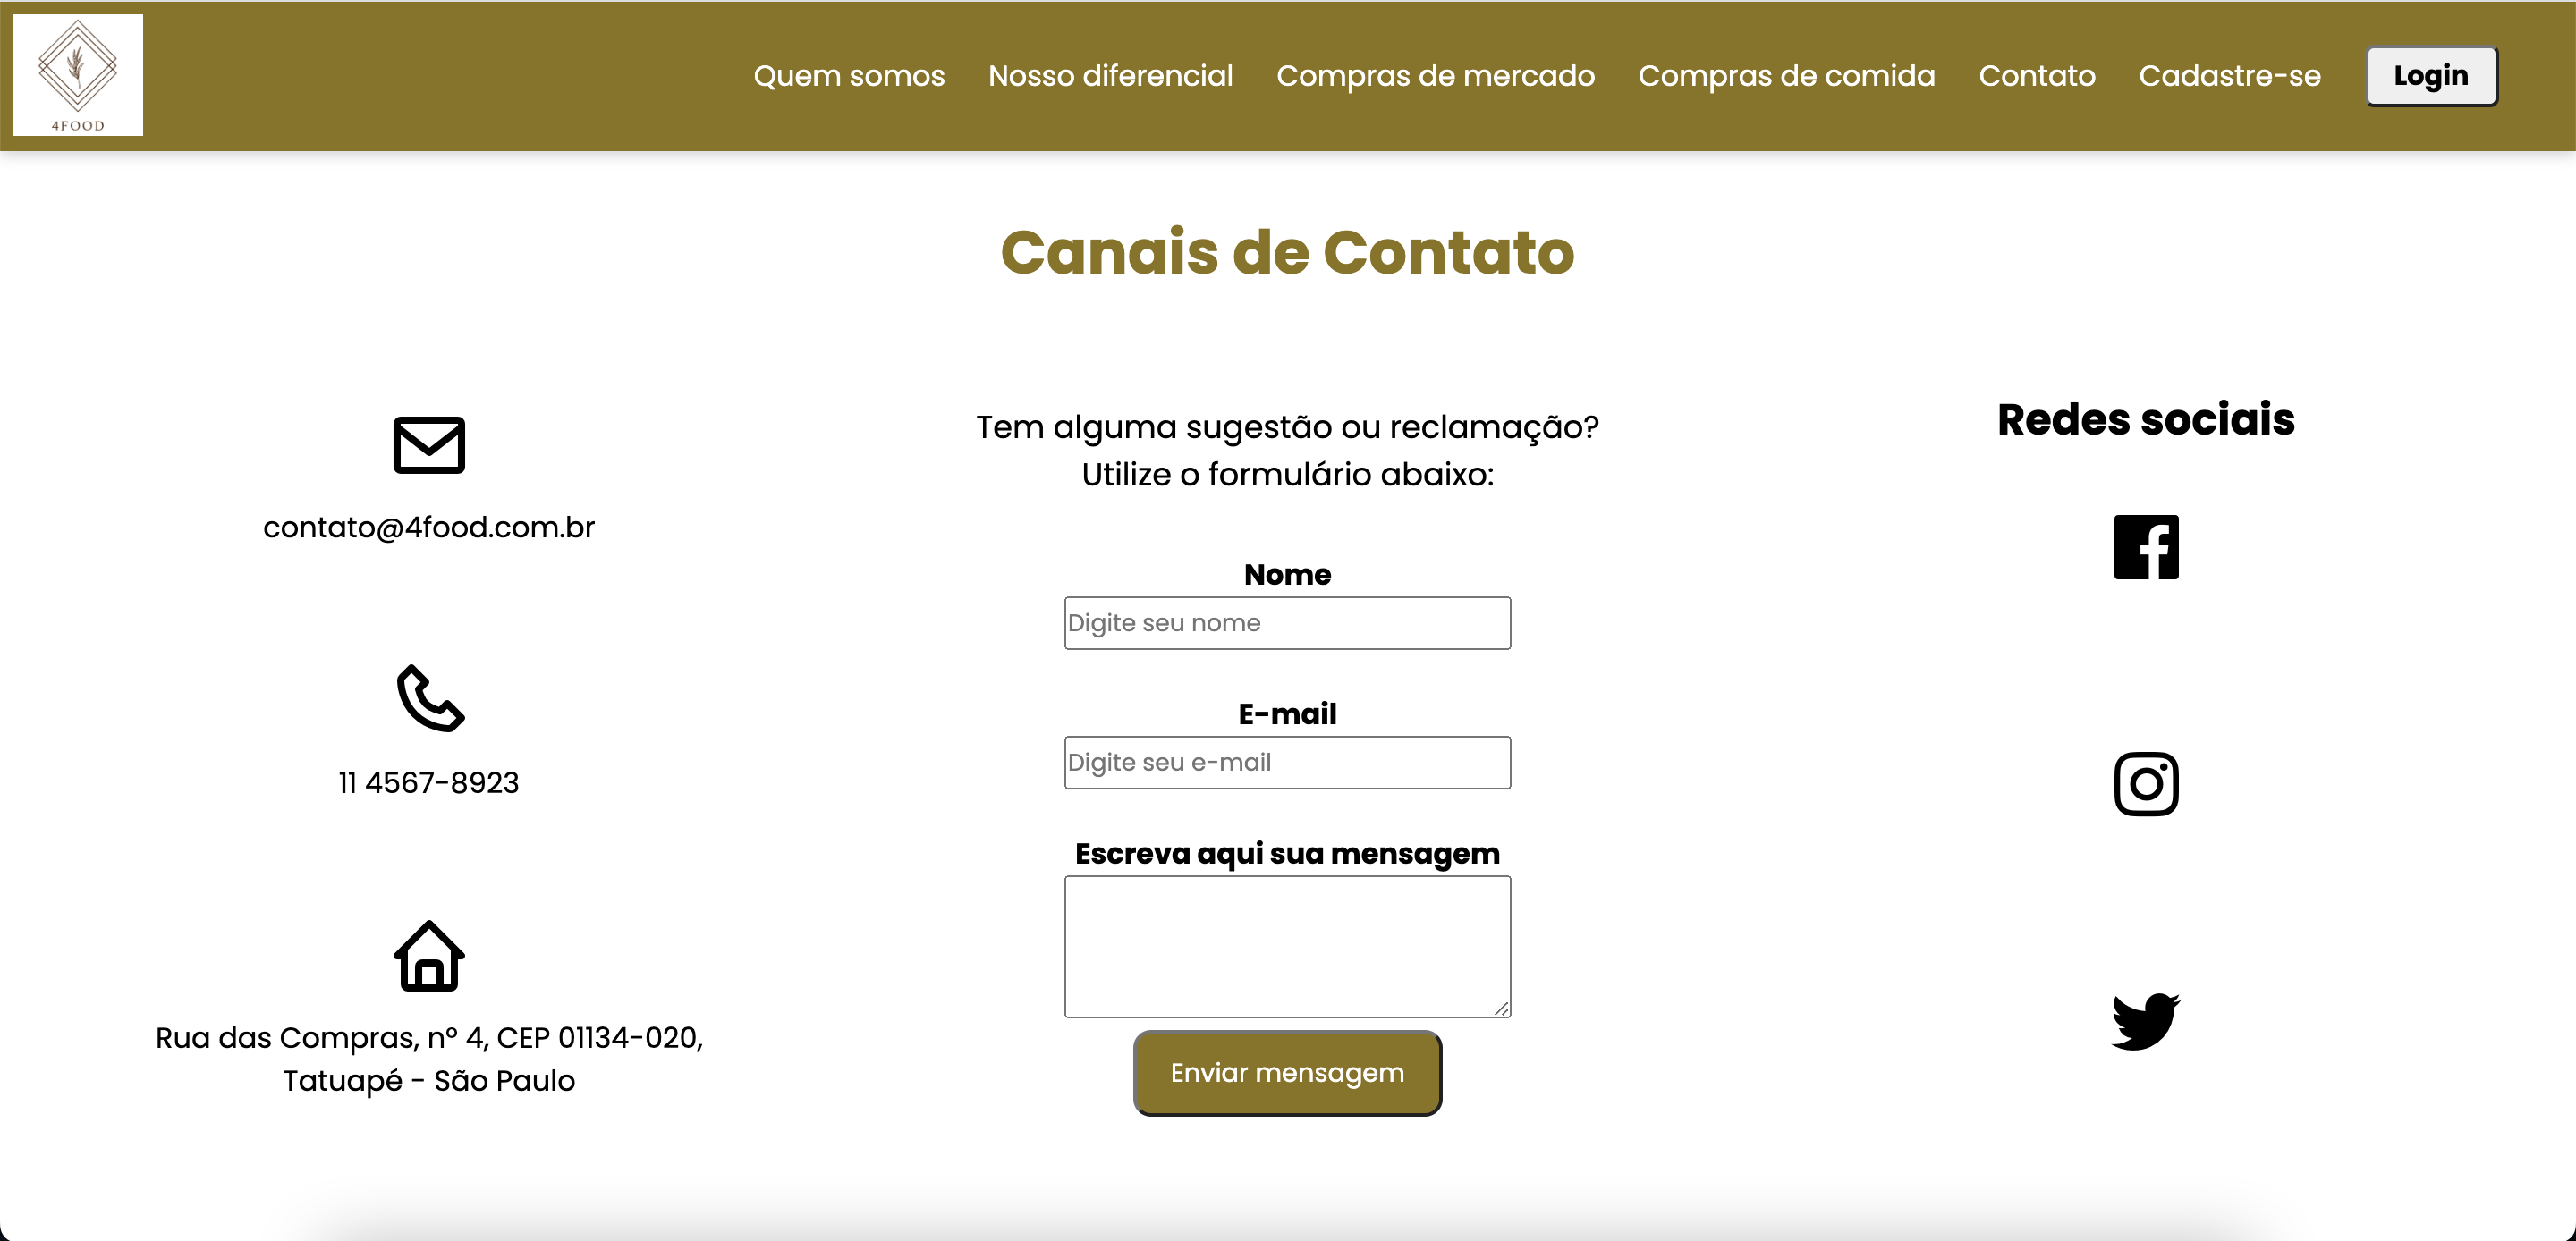 4FOOD
Quem somos Nosso diferencial Compras de mercado Compras de comida Contato Cadastre-se Login
Canais de Contato
contato@4food.com.br
11 4567-8923
Rua das Compras, nº 4, CEP 01134-020,
Tatuapé - São Paulo
Tem alguma sugestão ou reclamação?
Utilize o formulário abaixo:
Nome
Digite seu nome
E-mail
Digite seu e-mail
Escreva aqui sua mensagem
Enviar mensagem
Redes sociais